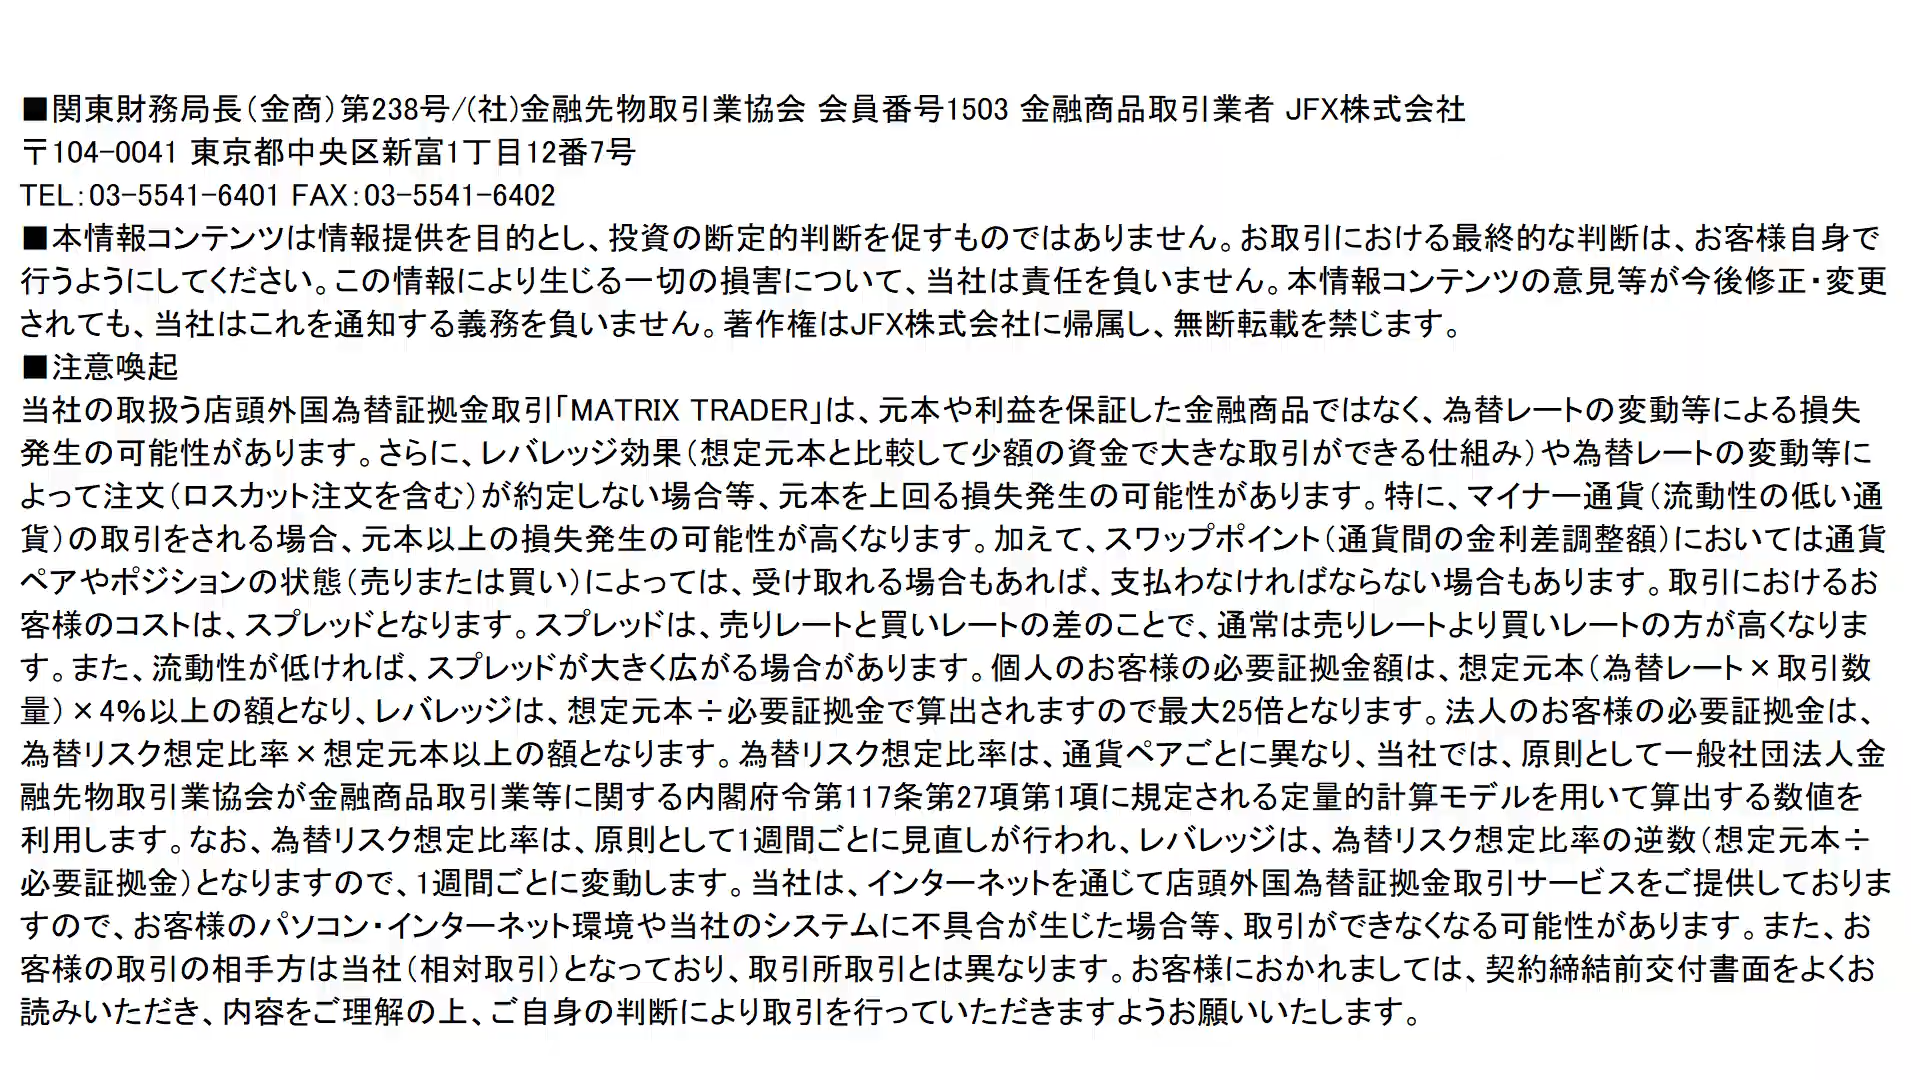 ■関東財務局長（金商）第238号/(社)金融先物取引業協会 会員番号1503 金融商品取引業者 JFX株式会社
〒104-0041 東京都中央区新富1丁目12番7号
TEL：03-5541-6401 FAX：03-5541-6402
■本情報コンテンツは情報提供を目的とし、投資の断定的判断を促すものではありません。お取引における最終的な判断は、お客様自身で
行うようにしてください。この情報により生じる一切の損害について、当社は責任を負いません。本情報コンテンツの意見等が今後修正・変更
されても、当社はこれを通知する義務を負いません。著作権はJFX株式会社に帰属し、無断転載を禁じます。
■注意喚起
当社の取扱う店頭外国為替証拠金取引「MATRIX TRADER」は、元本や利益を保証した金融商品ではなく、為替レートの変動等による損失
発生の可能性があります。さらに、レバレッジ効果（想定元本と比較して少額の資金で大きな取引ができる仕組み）や為替レートの変動等に
よって注文（ロスカット注文を含む）が約定しない場合等、元本を上回る損失発生の可能性があります。特に、マイナー通貨（流動性の低い通
貨）の取引をされる場合、元本以上の損失発生の可能性が高くなります。加えて、スワップポイント（通貨間の金利差調整額）においては通貨
ペアやポジションの状態（売りまたは買い）によっては、受け取れる場合もあれば、支払わなければならない場合もあります。取引におけるお
客様のコストは、スプレッドとなります。スプレッドは、売りレートと買いレートの差のことで、通常は売りレートより買いレートの方が高くなりま
す。また、流動性が低ければ、スプレッドが大きく広がる場合があります。個人のお客様の必要証拠金額は、想定元本（為替レート×取引数
量）×4％以上の額となり、レバレッジは、想定元本÷必要証拠金で算出されますので最大25倍となります。法人のお客様の必要証拠金は、
為替リスク想定比率×想定元本以上の額となります。為替リスク想定比率は、通貨ペアごとに異なり、当社では、原則として一般社団法人金
融先物取引業協会が金融商品取引業等に関する内閣府令第117条第27項第1項に規定される定量的計算モデルを用いて算出する数値を
利用します。なお、為替リスク想定比率は、原則として1週間ごとに見直しが行われ、レバレッジは、為替リスク想定比率の逆数（想定元本÷
必要証拠金）となりますので、1週間ごとに変動します。当社は、インターネットを通じて店頭外国為替証拠金取引サービスをご提供しておりま
すので、お客様のパソコン・インターネット環境や当社のシステムに不具合が生じた場合等、取引ができなくなる可能性があります。また、お
客様の取引の相手方は当社（相対取引）となっており、取引所取引とは異なります。お客様におかれましては、契約締結前交付書面をよくお
読みいただき、内容をご理解の上、ご自身の判断により取引を行っていただきますようお願いいたします。